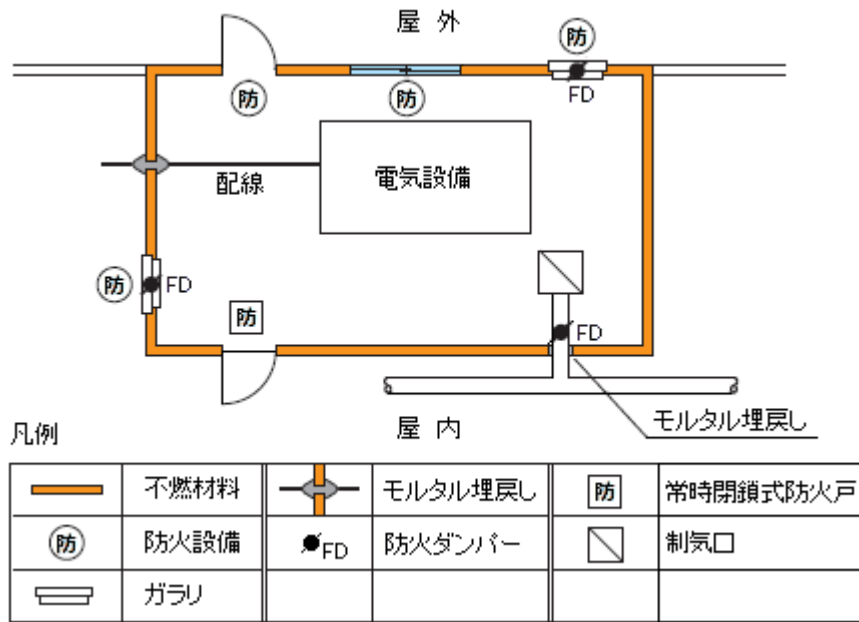 屋 外
防
防
防
FD
配線
電気設備
防
FD
防
FD
モルタル埋戻し
屋 内
凡例
不燃材料
モルタル埋戻し
防
常時閉鎖式防火戸
防
防火設備
FD
防火ダンパー
制気口
ガラリ